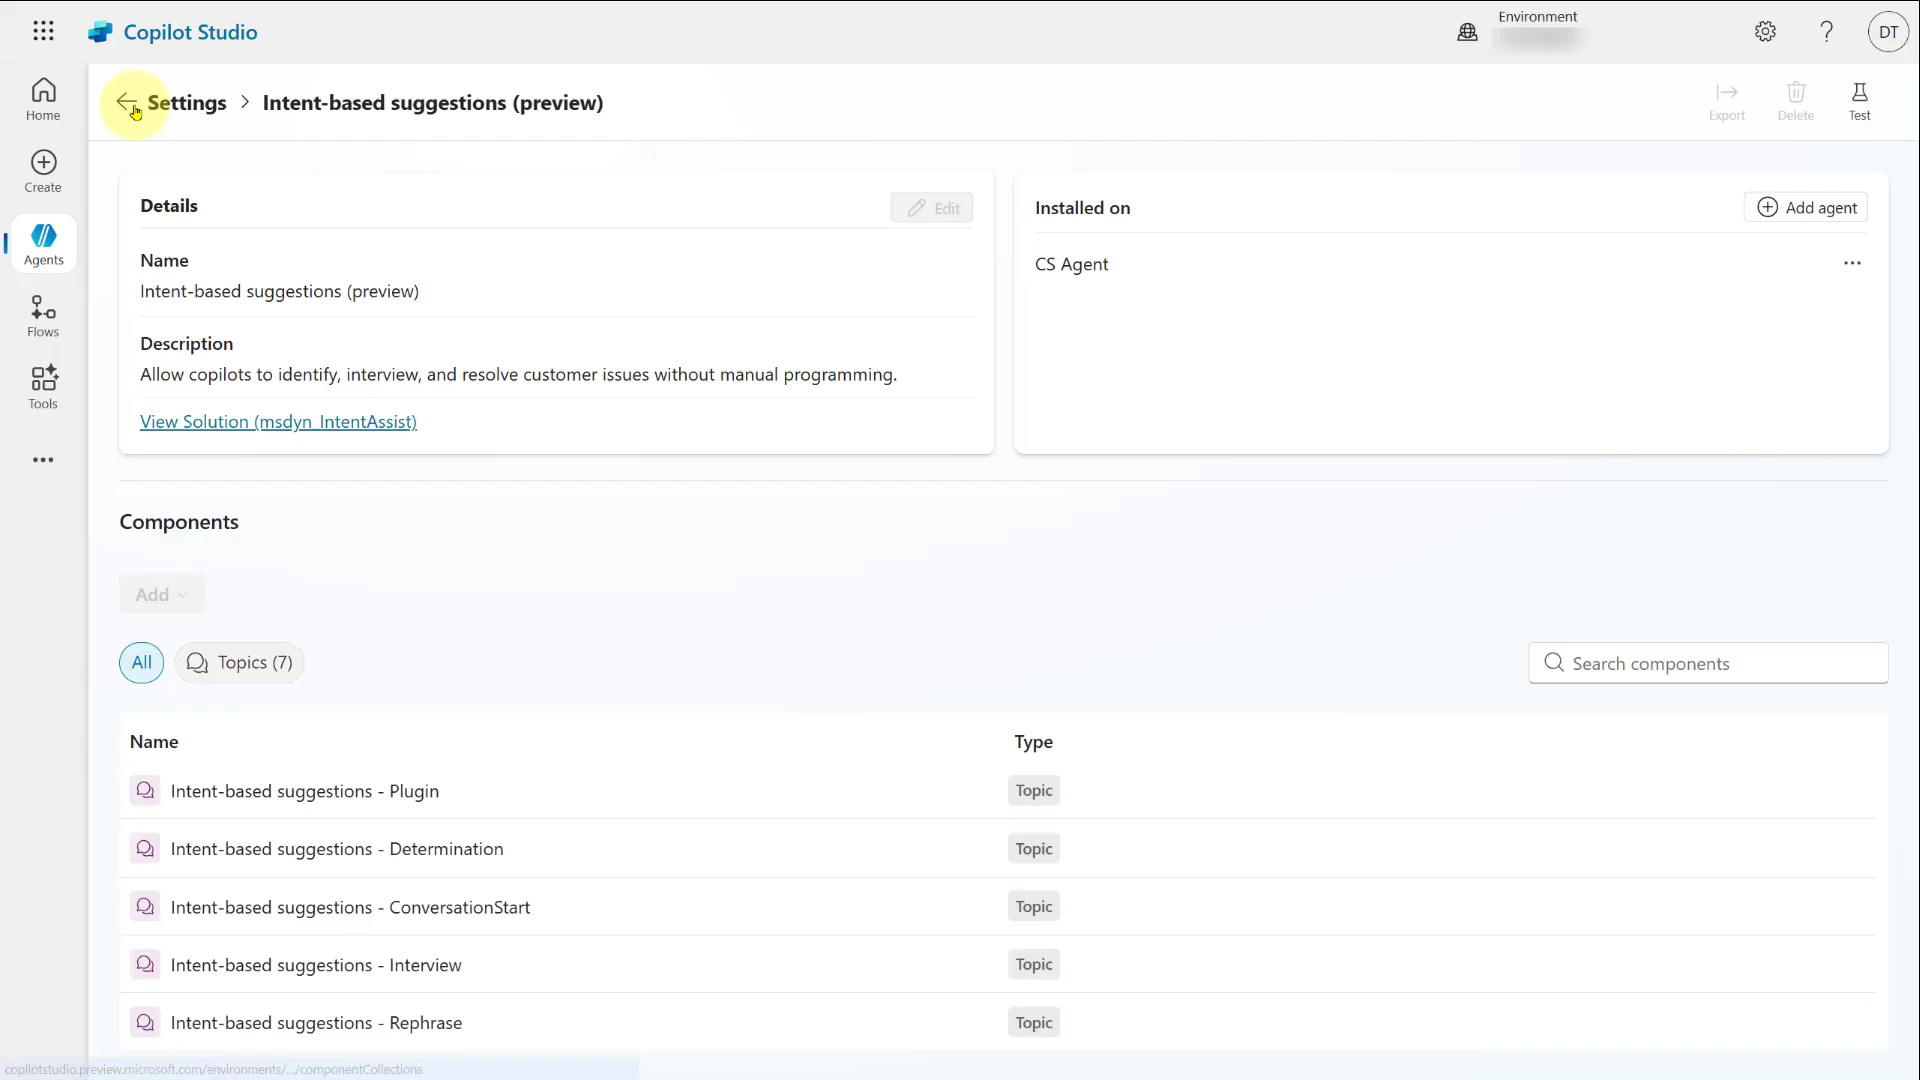 Copilot Studio
Environment
?
DT
Home
Create
Agents
Flows
Tools
Settings > Intent-based suggestions (preview)
Export
Delete
Test
Details
Edit
Name
Intent-based suggestions (preview)
Description
Allow copilots to identify, interview, and resolve customer issues without manual programming.
View Solution (msdyn_IntentAssist)
Installed on
Add agent
CS Agent
Components
Add
All
Topics (7)
Search components
Name Type
Intent-based suggestions - Plugin Topic
Intent-based suggestions - Determination Topic
Intent-based suggestions - ConversationStart Topic
Intent-based suggestions - Interview Topic
Intent-based suggestions - Rephrase Topic
copilotstudio.preview.microsoft.com/environments/.../componentCollections